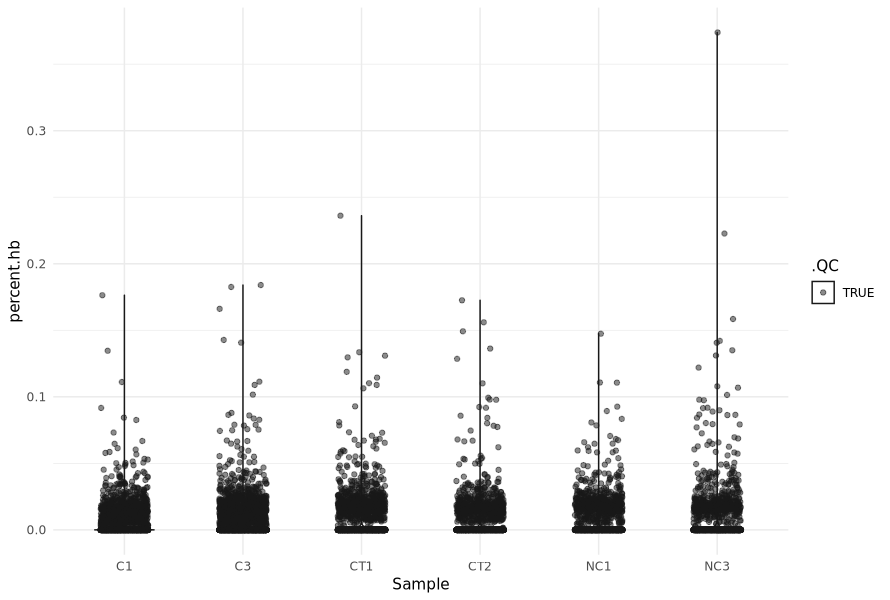 percent.hb
0.3
0.2
0.1
0.0
C1 C3 CT1 CT2 NC1 NC3
Sample
.QC
TRUE